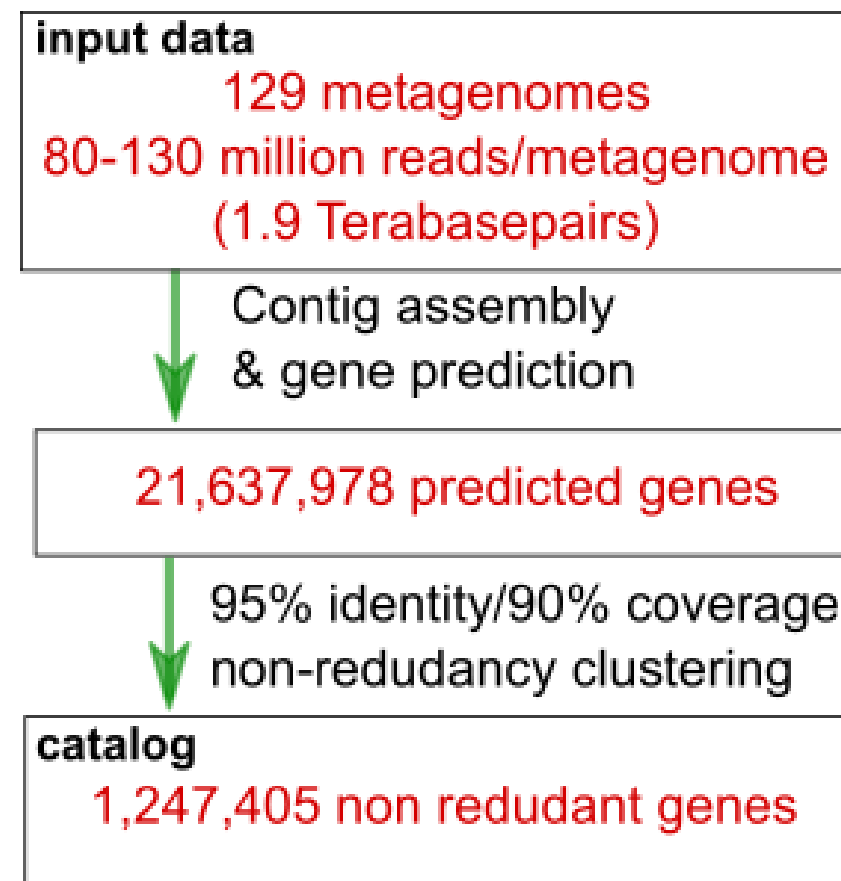 input data
129 metagenomes
80-130 million reads/metagenome
(1.9 Terabasepairs)
Contig assembly
& gene prediction
21,637,978 predicted genes
95% identity/90% coverage
non-redudancy clustering
catalog
1,247,405 non redudant genes